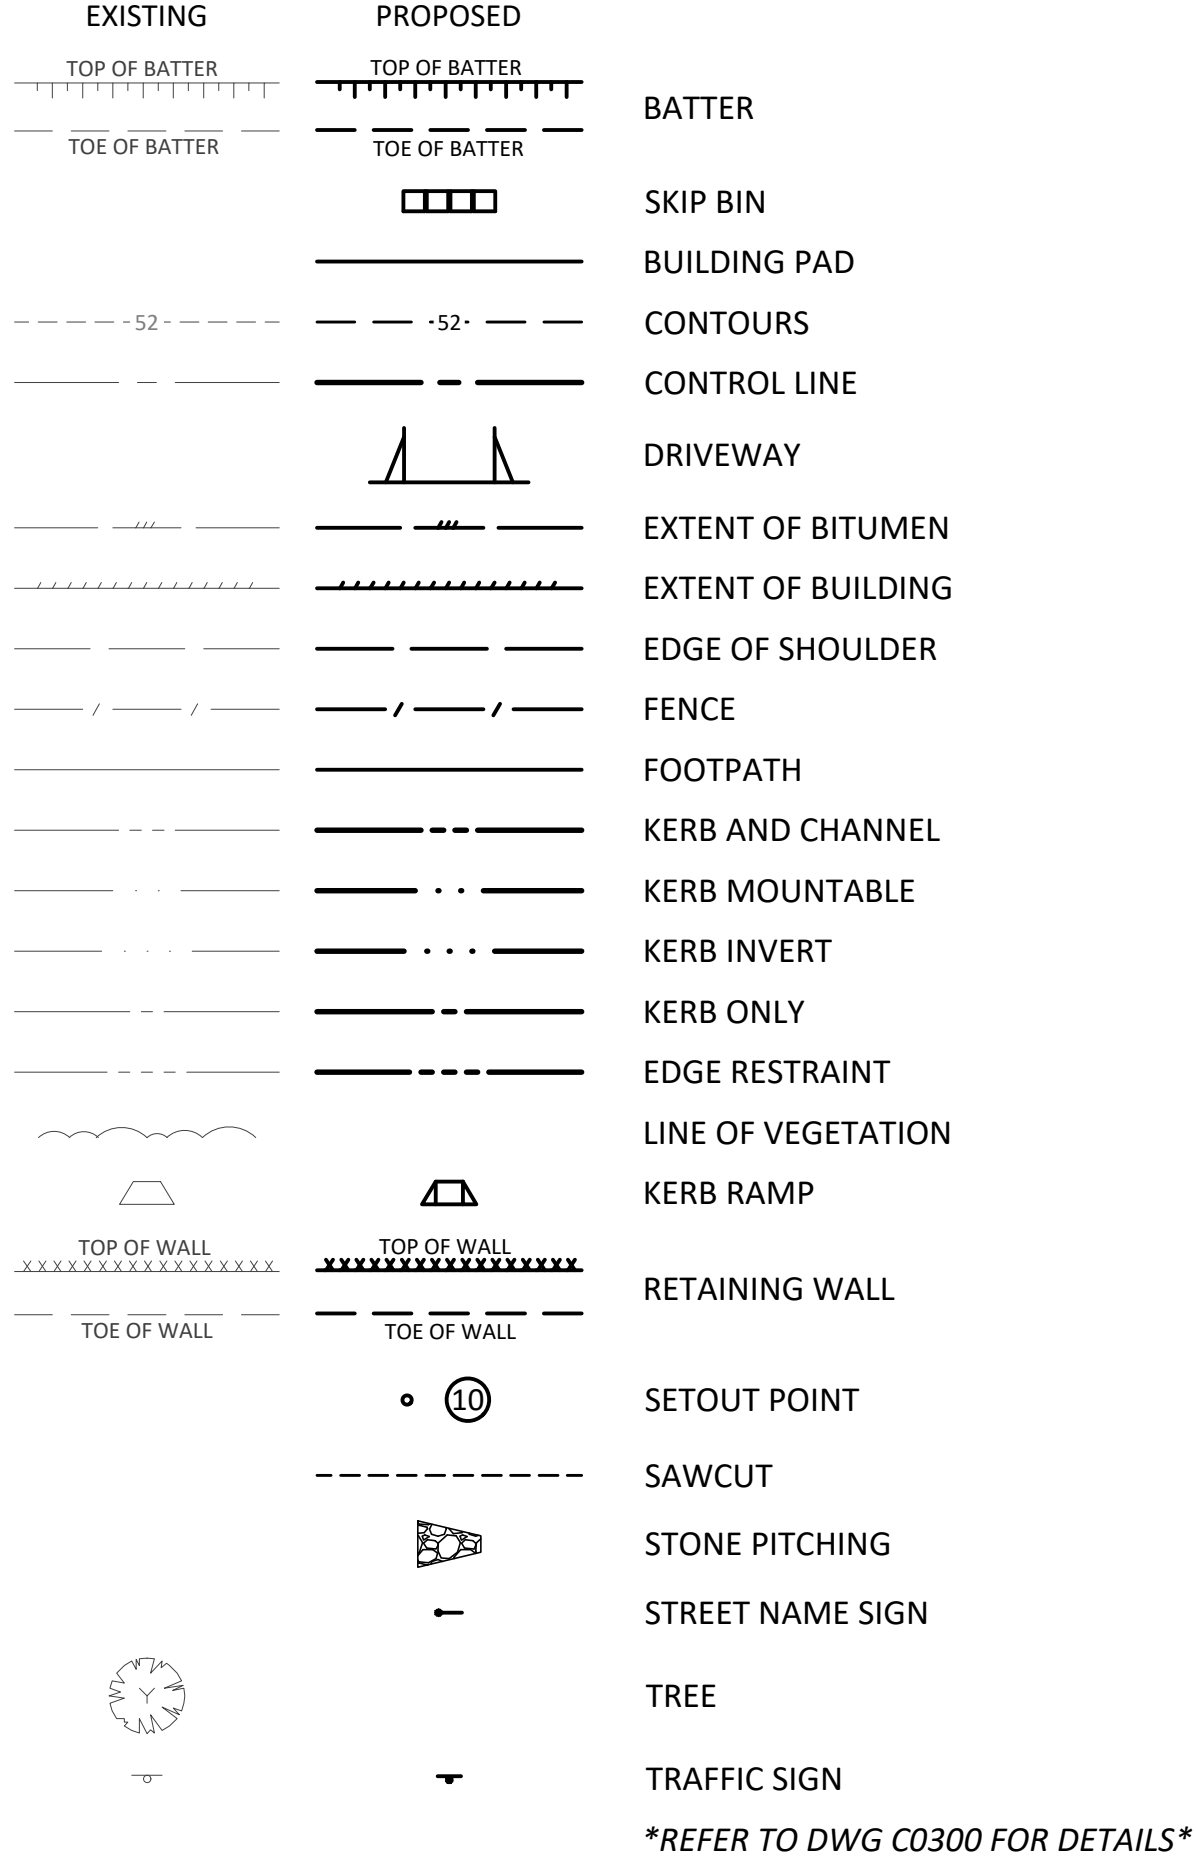 EXISTING PROPOSED
TOP OF BATTER TOP OF BATTER
BATTER
TOE OF BATTER TOE OF BATTER
SKIP BIN
BUILDING PAD
52 52 CONTOURS
CONTROL LINE
DRIVEWAY
EXTENT OF BITUMEN
EXTENT OF BUILDING
EDGE OF SHOULDER
FENCE
FOOTPATH
KERB AND CHANNEL
KERB MOUNTABLE
KERB INVERT
KERB ONLY
EDGE RESTRAINT
LINE OF VEGETATION
KERB RAMP
TOP OF WALL TOP OF WALL
RETAINING WALL
TOE OF WALL TOE OF WALL
10 SETOUT POINT
SAWCUT
STONE PITCHING
STREET NAME SIGN
TREE
TRAFFIC SIGN
*REFER TO DWG C0300 FOR DETAILS*